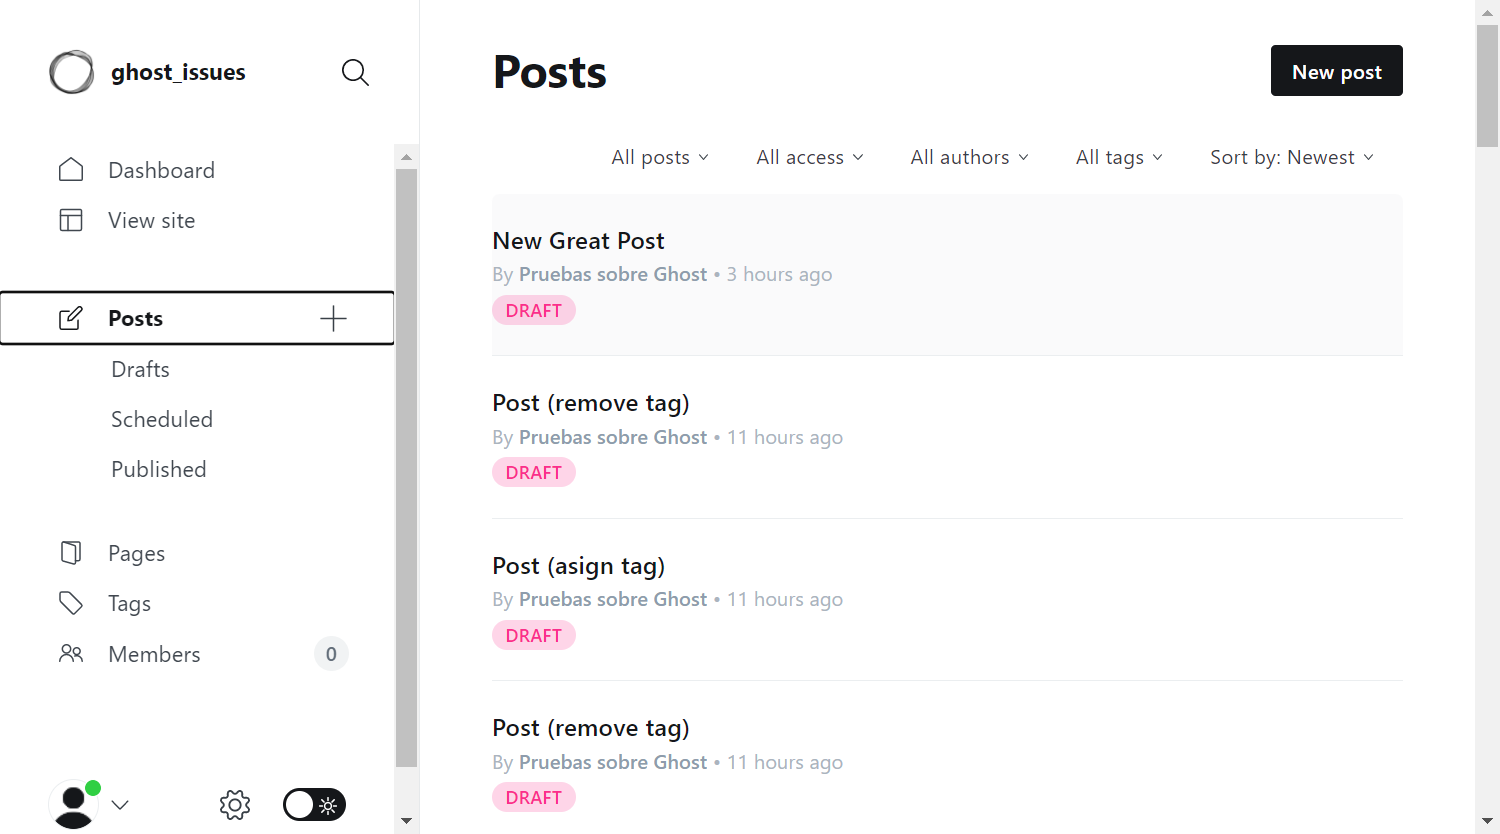 ghost_issues
Dashboard
View site
Posts
Drafts
Scheduled
Published
Pages
Tags
Members 0
Posts
New post
All posts All access All authors All tags Sort by: Newest
New Great Post
By Pruebas sobre Ghost • 3 hours ago
DRAFT
Post (remove tag)
By Pruebas sobre Ghost • 11 hours ago
DRAFT
Post (asign tag)
By Pruebas sobre Ghost • 11 hours ago
DRAFT
Post (remove tag)
By Pruebas sobre Ghost • 11 hours ago
DRAFT